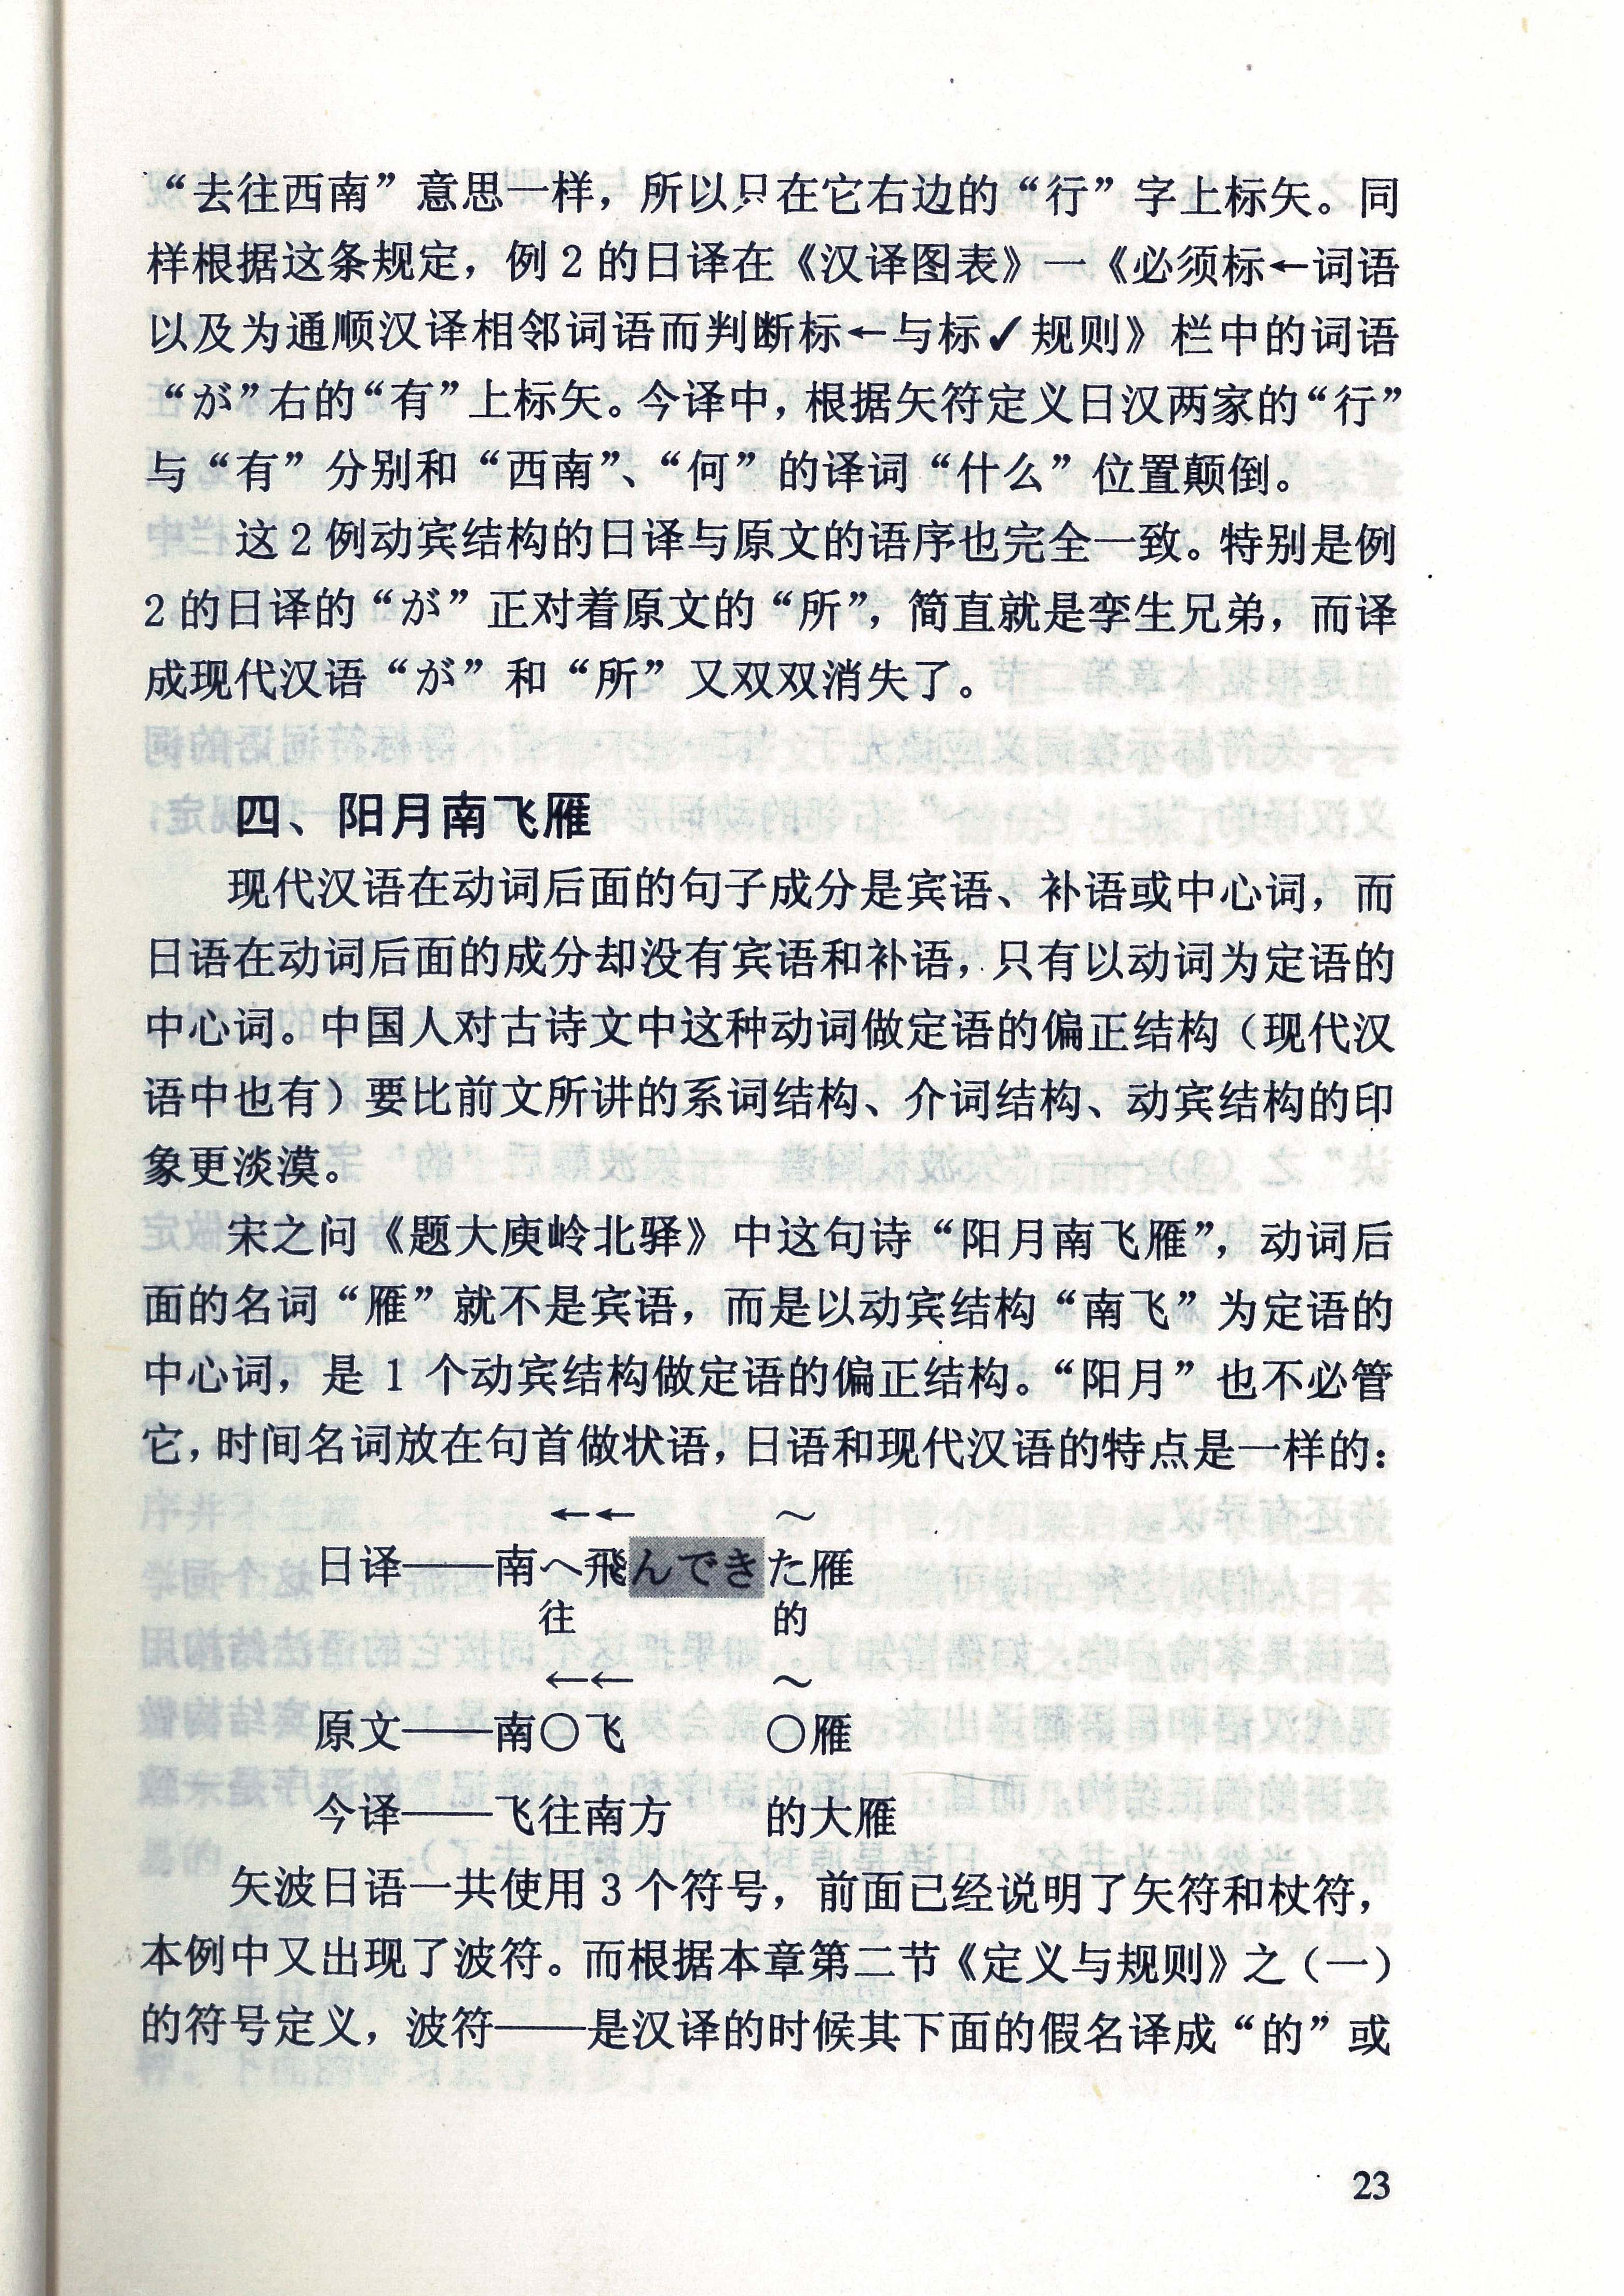 “去往西南”意思一样，所以只在它右边的“行”字上标矢。同
样根据这条规定，例2的日译在《汉译图表》一《必须标←词语
以及为通顺汉译相邻词语而判断标←与标✓规则》栏中的词语
“が”右的“有”上标矢。今译中，根据矢符定义日汉两家的“行”
与“有”分别和“西南”、“何”的译词“什么”位置颠倒。
这2例动宾结构的日译与原文的语序也完全一致。特别是例
2的日译的“が”正对着原文的“所”，简直就是孪生兄弟，而译
成现代汉语“が”和“所”又双双消失了。
四、阳月南飞雁
现代汉语在动词后面的句子成分是宾语、补语或中心词，而
日语在动词后面的成分却没有宾语和补语，只有以动词为定语的
中心词。中国人对古诗文中这种动词做定语的偏正结构（现代汉
语中也有）要比前文所讲的系词结构、介词结构、动宾结构的印
象更淡漠。
宋之问《题大庾岭北驿》中这句诗“阳月南飞雁”，动词后
面的名词“雁”就不是宾语，而是以动宾结构“南飞”为定语的
中心词，是1个动宾结构做定语的偏正结构。“阳月”也不必管
它，时间名词放在句首做状语，日语和现代汉语的特点是一样的：
←← ～
日译——南へ飛んできた雁
往 的
←← ～
原文——南○飞 ○雁
今译——飞往南方 的大雁
矢波日语一共使用3个符号，前面已经说明了矢符和杖符，
本例中又出现了波符。而根据本章第二节《定义与规则》之（一）
的符号定义，波符——是汉译的时候其下面的假名译成“的”或
23